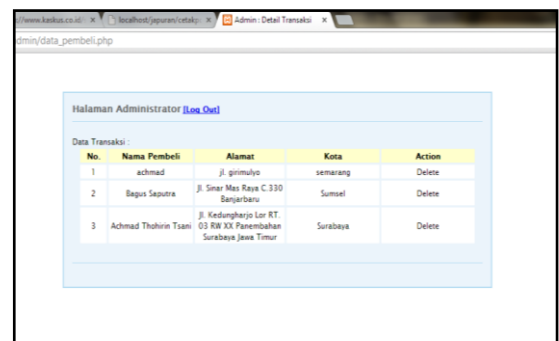 //www.kaskus.co.id/
localhost/jepuran/cetakp
Admin : Detail Transaksi
dmin/data_pembeli.php
Halaman Administrator [Log Out]
Data Transaksi :
No. Nama Pembeli Alamat Kota Action
1 achmad jl. girimulyo semarang Delete
2 Bagus Saputra Jl. Sinar Mas Raya C.330 Banjarbaru Sumsel Delete
3 Achmad Thohirin Tsani Jl. Kedungharjo Lor RT. 03 RW XX Panembahan Surabaya Jawa Timur Surabaya Delete